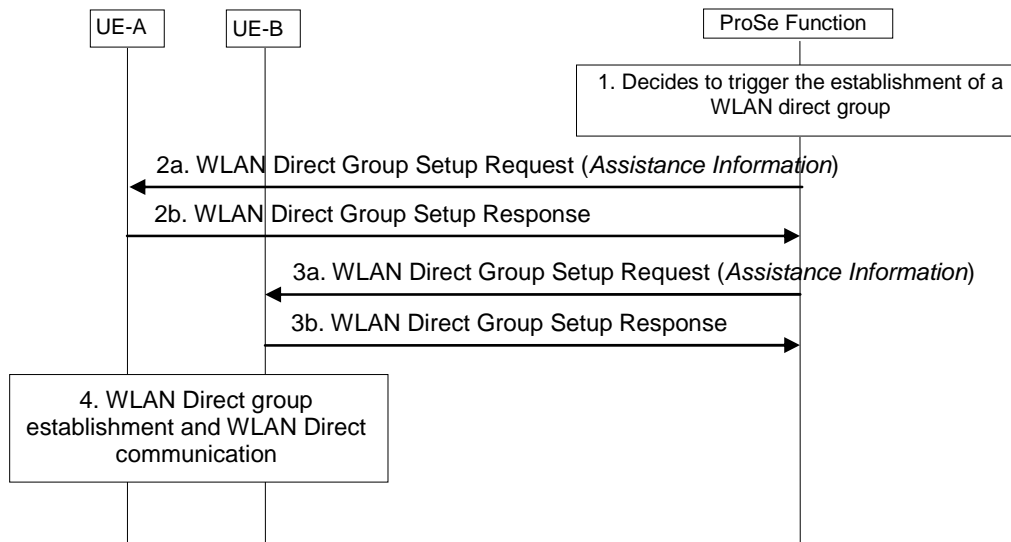 UE-A
UE-B
ProSe Function
1. Decides to trigger the establishment of a
WLAN direct group
2a. WLAN Direct Group Setup Request (Assistance Information)
2b. WLAN Direct Group Setup Response
3a. WLAN Direct Group Setup Request (Assistance Information)
3b. WLAN Direct Group Setup Response
4. WLAN Direct group
establishment and WLAN Direct
communication